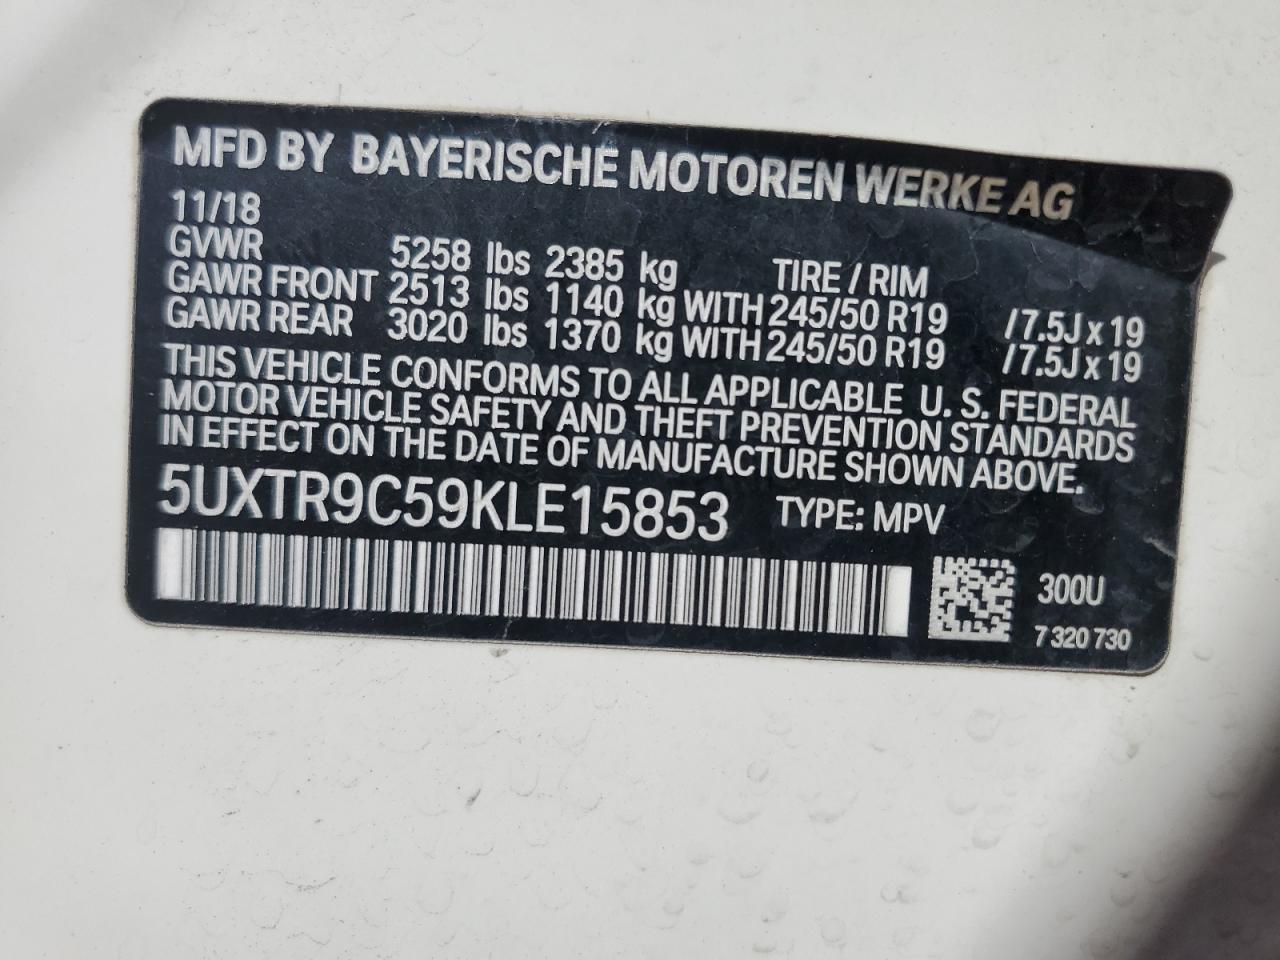 MFD BY BAYERISCHE MOTOREN WERKE AG
11/18
GVWR 5258 lbs 2385 kg TIRE / RIM
GAWR FRONT 2513 lbs 1140 kg WITH 245/50 R19 /7.5J x 19
GAWR REAR 3020 lbs 1370 kg WITH 245/50 R19 /7.5J x 19
THIS VEHICLE CONFORMS TO ALL APPLICABLE U. S. FEDERAL
MOTOR VEHICLE SAFETY AND THEFT PREVENTION STANDARDS
IN EFFECT ON THE DATE OF MANUFACTURE SHOWN ABOVE.
5UXTR9C59KLE15853 TYPE: MPV
300U
7 320 730